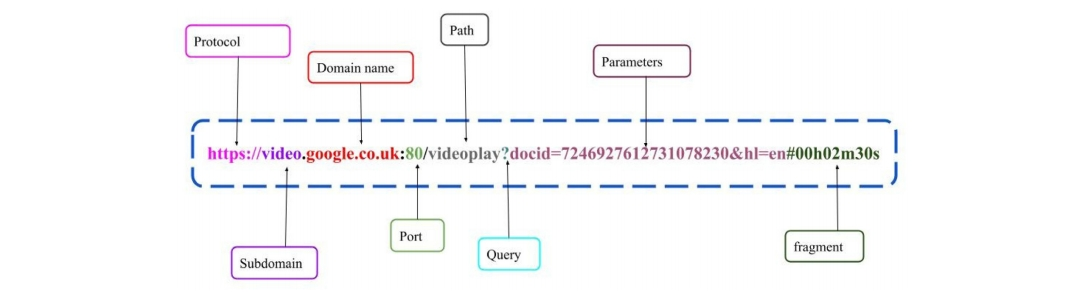 Path
Protocol
Domain name
Parameters
https://video.google.co.uk:80/videoplay?docid=7246927612731078230&hl=en#00h02m30s
Port
Query
fragment
Subdomain